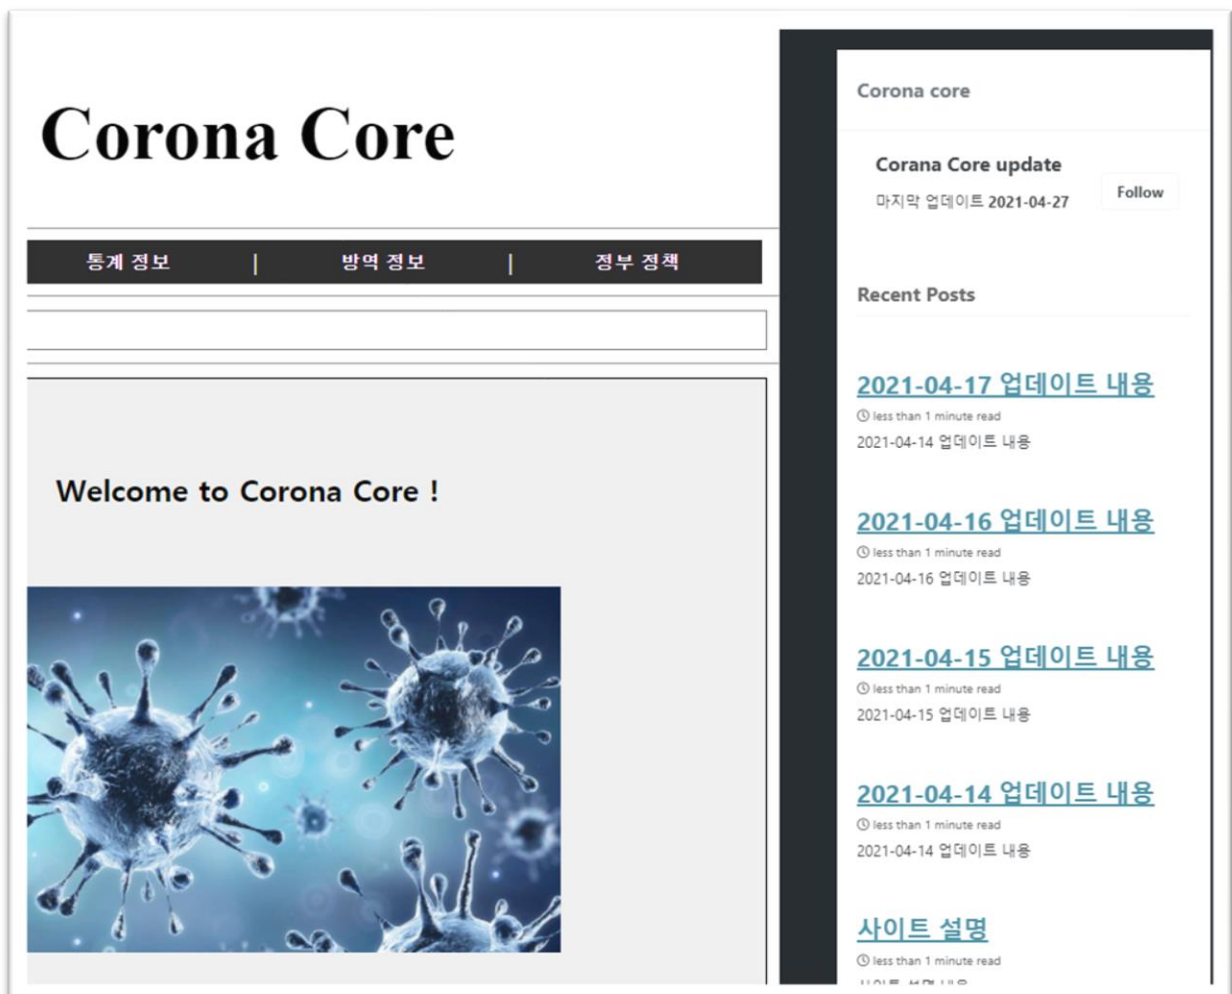 Corona Core
통계 정보 | 방역 정보 | 정부 정책
Welcome to Corona Core !
Corona core
Corana Core update
마지막 업데이트 2021-04-27
Follow
Recent Posts
2021-04-17 업데이트 내용
less than 1 minute read
2021-04-14 업데이트 내용
2021-04-16 업데이트 내용
less than 1 minute read
2021-04-16 업데이트 내용
2021-04-15 업데이트 내용
less than 1 minute read
2021-04-15 업데이트 내용
2021-04-14 업데이트 내용
less than 1 minute read
2021-04-14 업데이트 내용
사이트 설명
less than 1 minute read